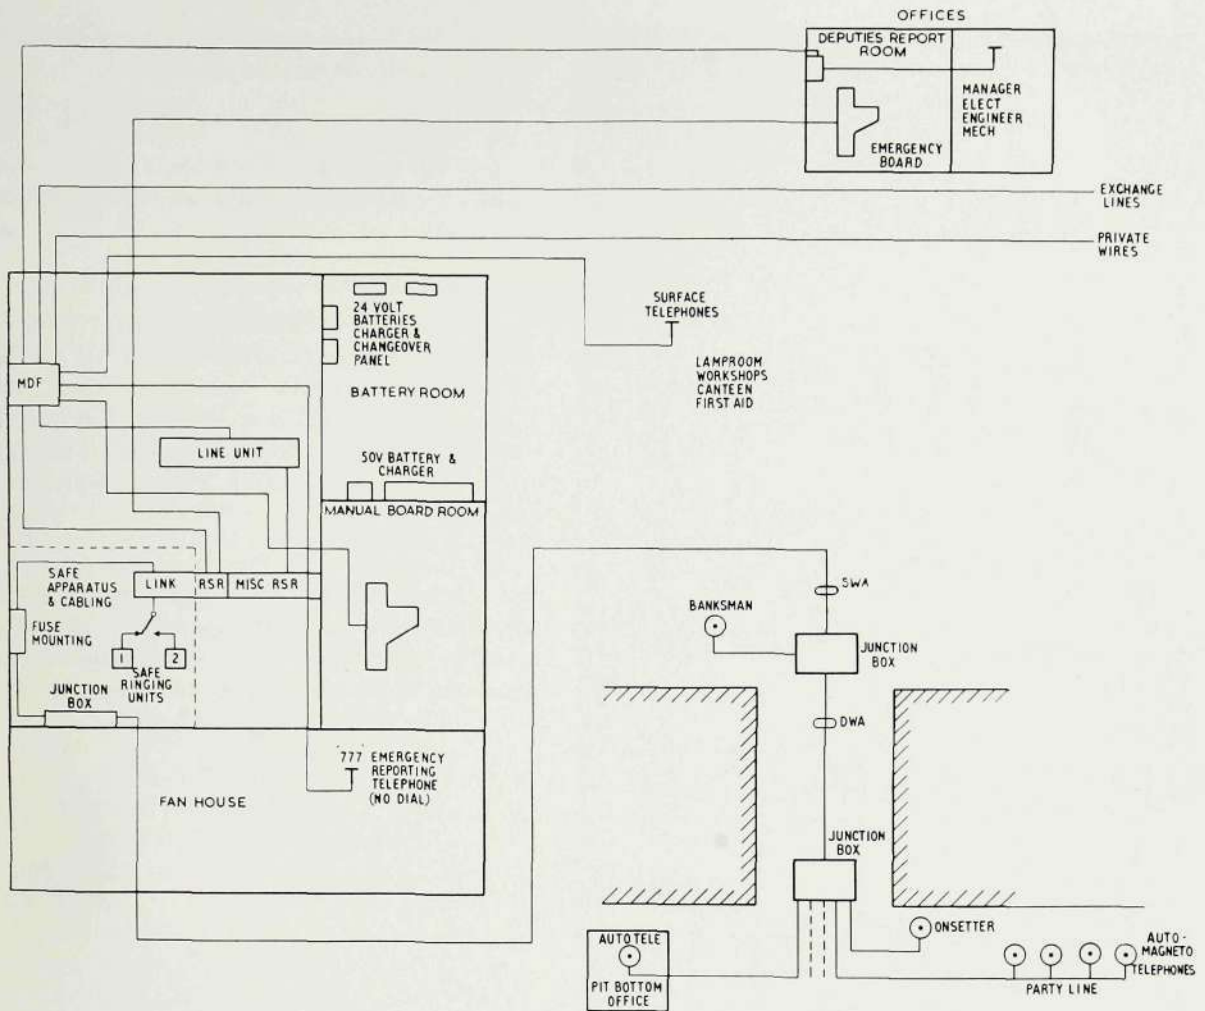 OFFICES
DEPUTIES REPORT
ROOM
MANAGER
ELECT
ENGINEER
MECH
EMERGENCY
BOARD
EXCHANGE
LINES
PRIVATE
WIRES
24 VOLT
BATTERIES
CHARGER &
CHANGEOVER
PANEL
BATTERY ROOM
SURFACE
TELEPHONES
LAMPROOM
WORKSHOPS
CANTEEN
FIRST AID
MDF
LINE UNIT
50V BATTERY &
CHARGER
MANUAL BOARD ROOM
SAFE
APPARATUS
& CABLING
LINK
RSR
MISC RSR
FUSE
MOUNTING
1
2
SAFE
RINGING
UNITS
JUNCTION
BOX
SWA
BANKSMAN
JUNCTION
BOX
DWA
777 EMERGENCY
REPORTING
TELEPHONE
(NO DIAL)
FAN HOUSE
JUNCTION
BOX
AUTO TELE
PIT BOTTOM
OFFICE
ONSETTER
AUTO-
MAGNETO
TELEPHONES
PARTY LINE